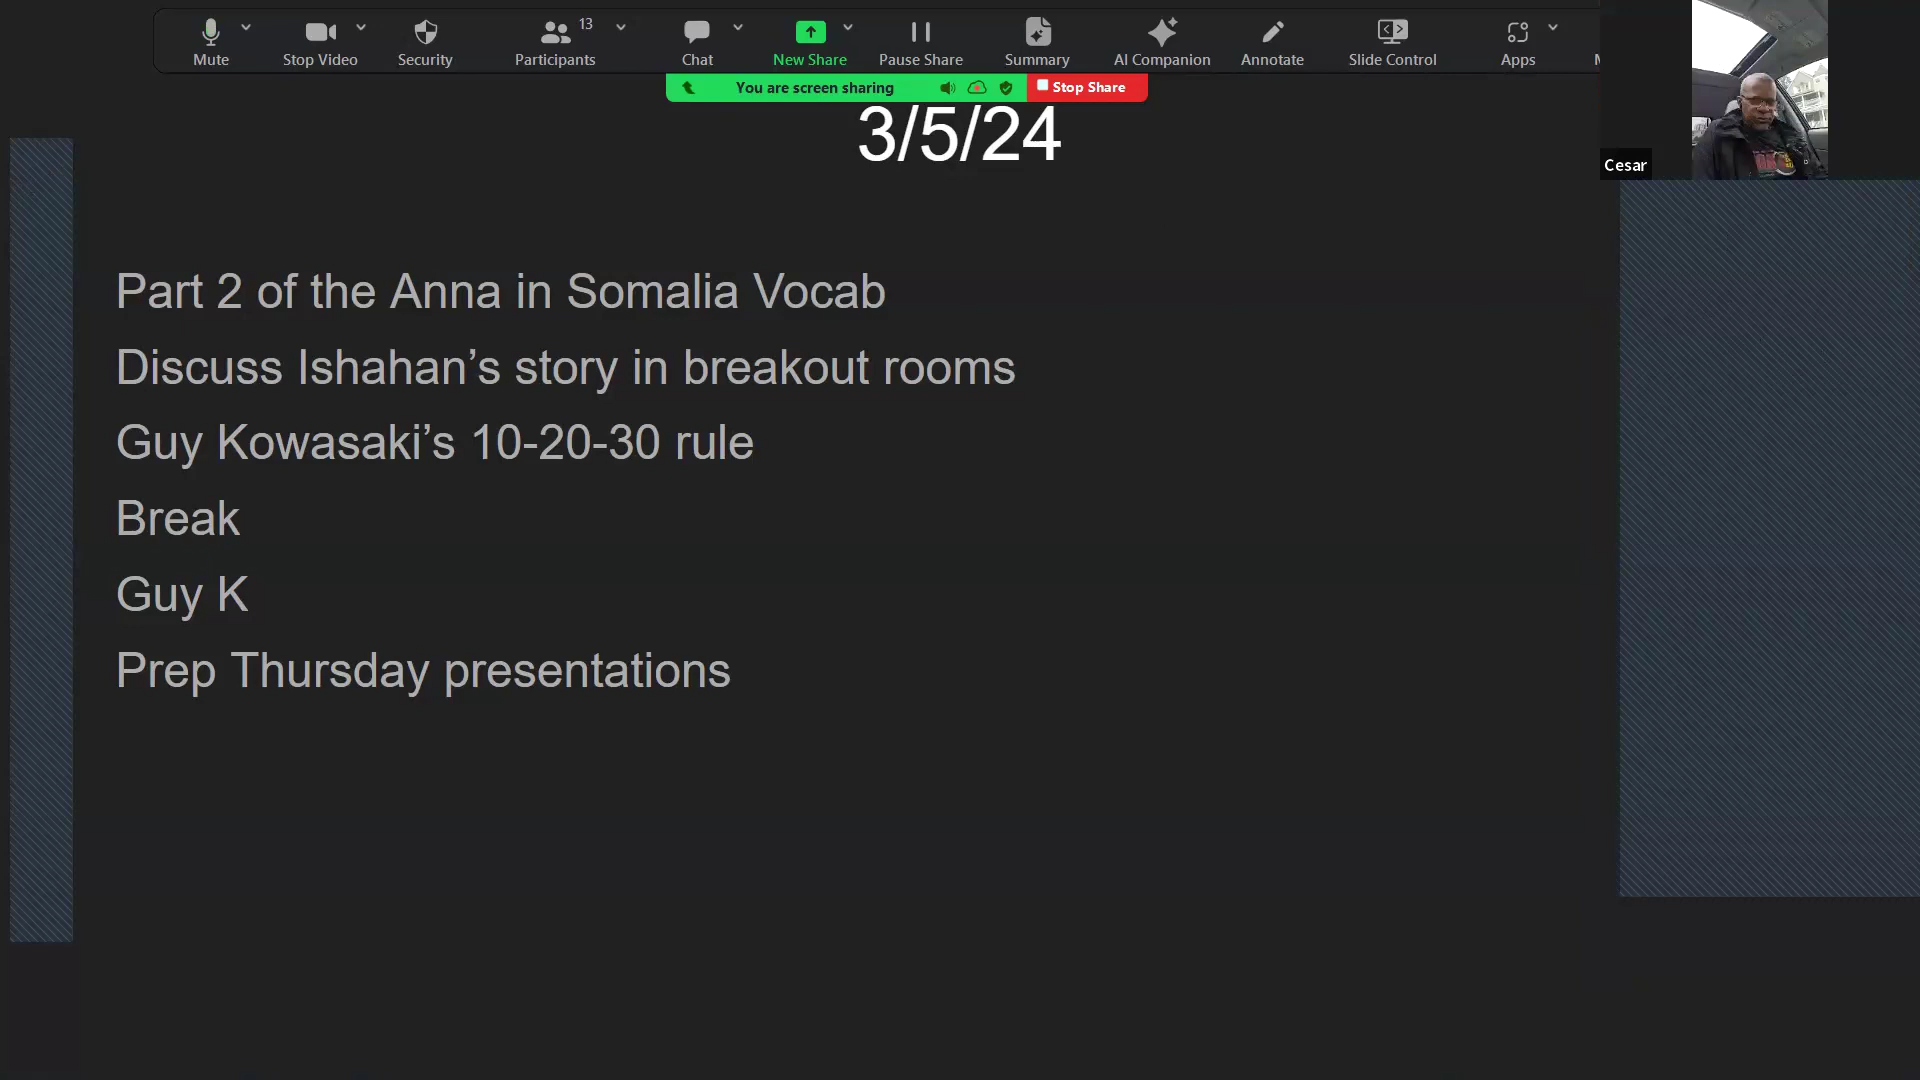 13
Mute
Stop Video
Security
Participants
Chat
New Share
Pause Share
Summary
AI Companion
Annotate
Slide Control
Apps
You are screen sharing
Stop Share
Cesar
3/5/24
Part 2 of the Anna in Somalia Vocab
Discuss Ishahan’s story in breakout rooms
Guy Kowasaki’s 10-20-30 rule
Break
Guy K
Prep Thursday presentations